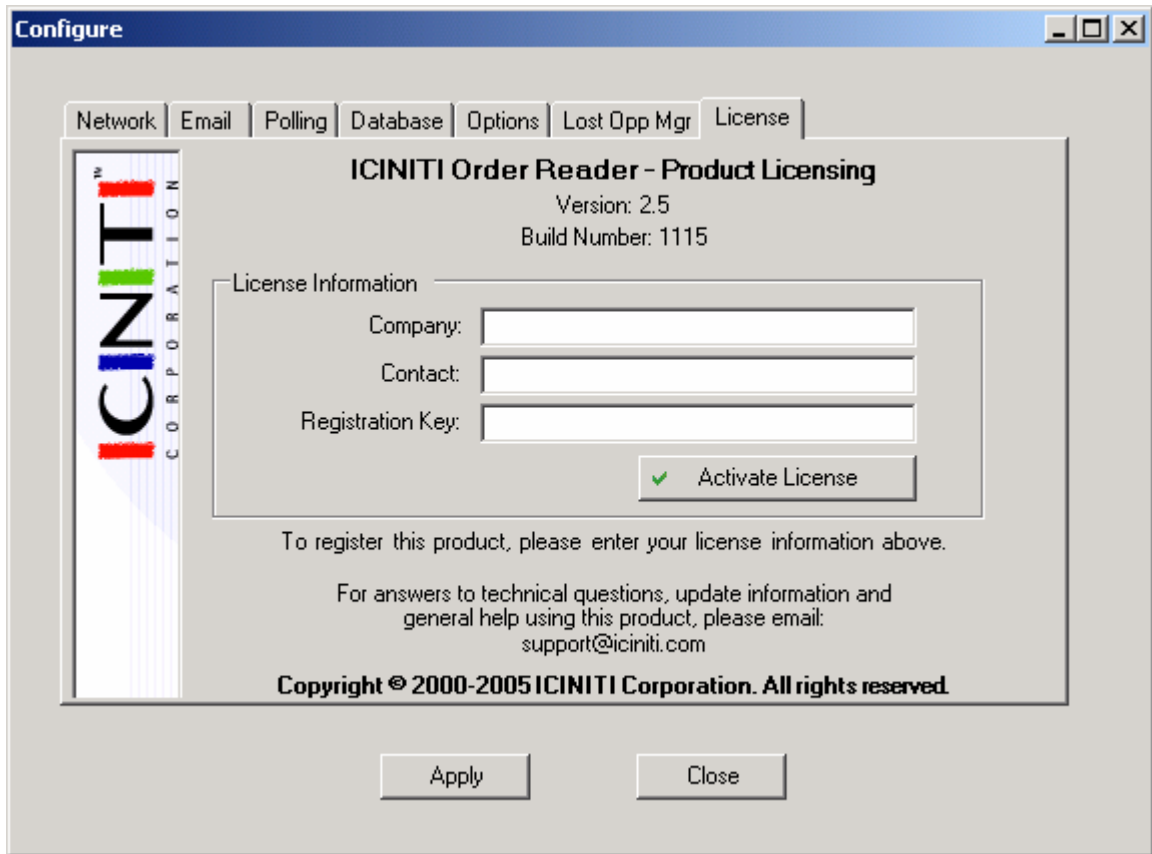 Configure
Network Email Polling Database Options Lost Opp Mgr License
ICINITI™
CORPORATION
ICINITI Order Reader - Product Licensing
Version: 2.5
Build Number: 1115
License Information
Company:
Contact:
Registration Key:
Activate License
To register this product, please enter your license information above.
For answers to technical questions, update information and
general help using this product, please email:
support@iciniti.com
Copyright © 2000-2005 ICINITI Corporation. All rights reserved.
Apply Close